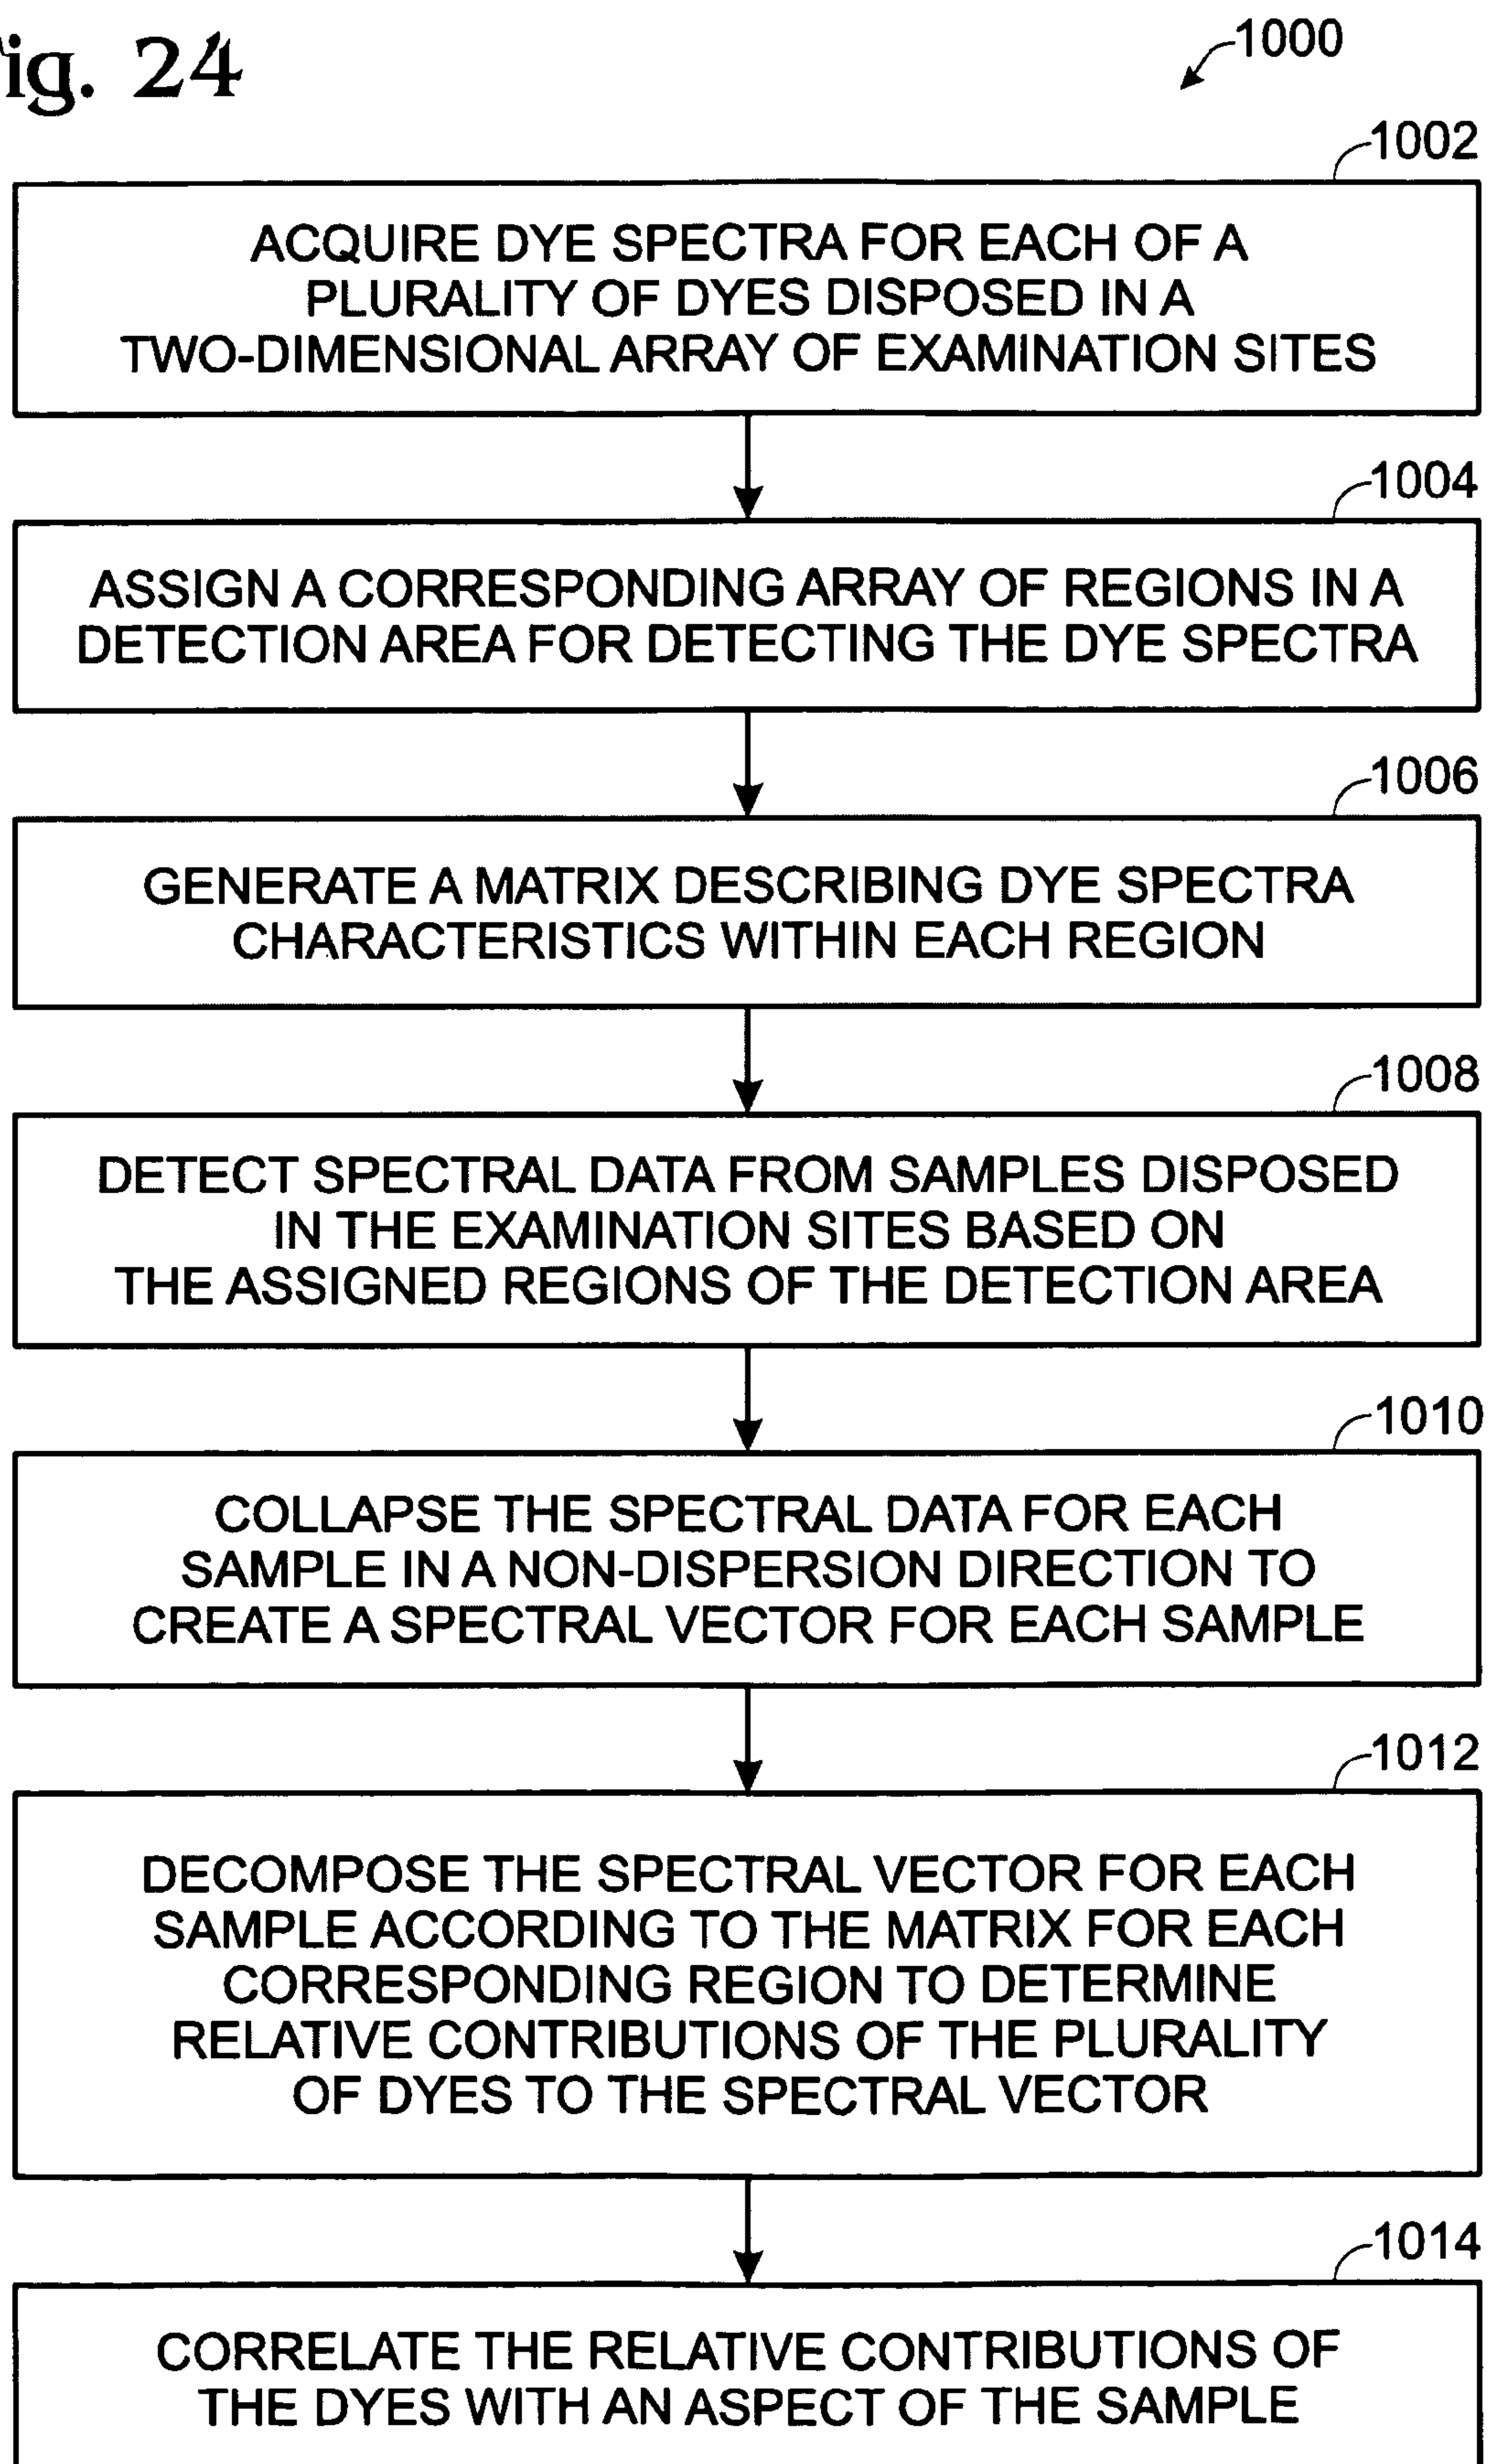 ig. 24
1000
1002
ACQUIRE DYE SPECTRA FOR EACH OF A
PLURALITY OF DYES DISPOSED IN A
TWO-DIMENSIONAL ARRAY OF EXAMINATION SITES
1004
ASSIGN A CORRESPONDING ARRAY OF REGIONS IN A
DETECTION AREA FOR DETECTING THE DYE SPECTRA
1006
GENERATE A MATRIX DESCRIBING DYE SPECTRA
CHARACTERISTICS WITHIN EACH REGION
1008
DETECT SPECTRAL DATA FROM SAMPLES DISPOSED
IN THE EXAMINATION SITES BASED ON
THE ASSIGNED REGIONS OF THE DETECTION AREA
1010
COLLAPSE THE SPECTRAL DATA FOR EACH
SAMPLE IN A NON-DISPERSION DIRECTION TO
CREATE A SPECTRAL VECTOR FOR EACH SAMPLE
1012
DECOMPOSE THE SPECTRAL VECTOR FOR EACH
SAMPLE ACCORDING TO THE MATRIX FOR EACH
CORRESPONDING REGION TO DETERMINE
RELATIVE CONTRIBUTIONS OF THE PLURALITY
OF DYES TO THE SPECTRAL VECTOR
1014
CORRELATE THE RELATIVE CONTRIBUTIONS OF
THE DYES WITH AN ASPECT OF THE SAMPLE